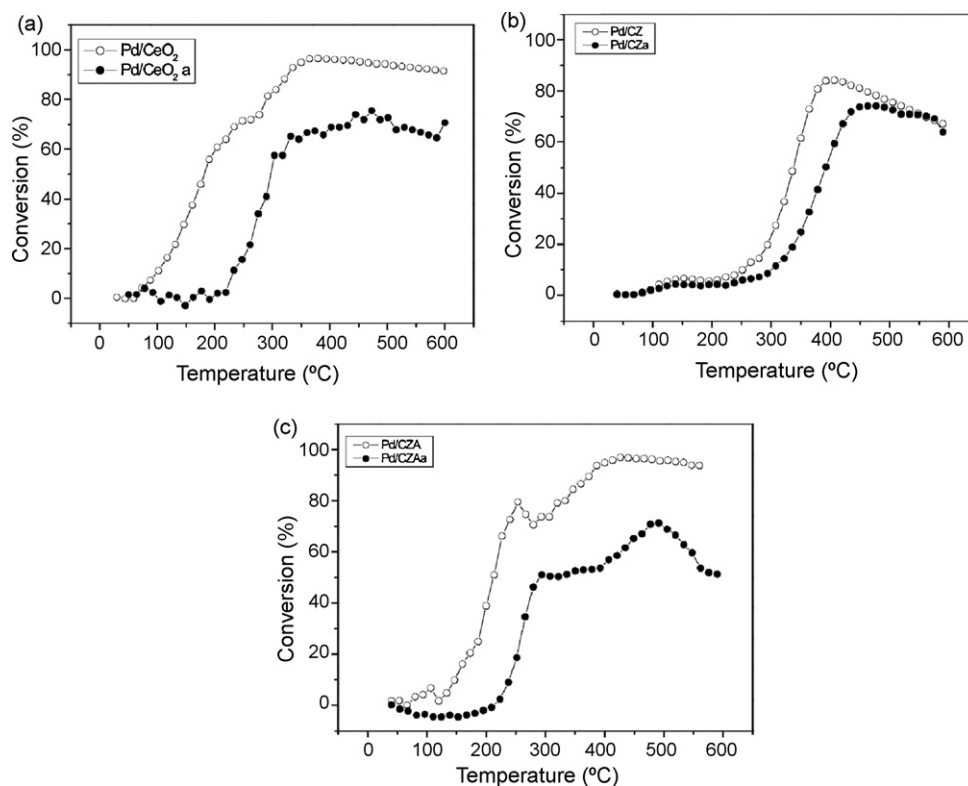 (a)
Pd/CeO₂
Pd/CeO₂ a
Conversion (%)
100
80
60
40
20
0
0 100 200 300 400 500 600
Temperature (ºC)
(b)
Pd/CZ
Pd/CZa
Conversion (%)
100
80
60
40
20
0
0 100 200 300 400 500 600
Temperature (ºC)
(c)
Pd/CZA
Pd/CZAa
Conversion (%)
100
80
60
40
20
0
0 100 200 300 400 500 600
Temperature (ºC)